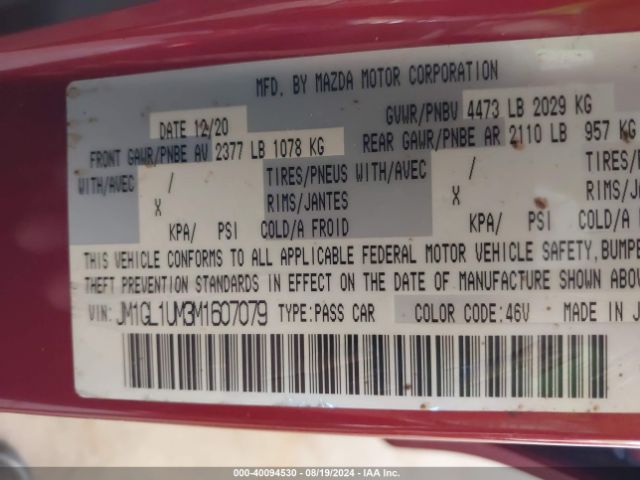 MFD. BY MAZDA MOTOR CORPORATION
DATE 12/20 GVWR/PNBV 4473 LB 2029 KG
FRONT GAWR/PNBE AV 2377 LB 1078 KG REAR GAWR/PNBE AR 2110 LB 957 KG
WITH/AVEC / TIRES/PNEUS WITH/AVEC / TIRES/
X RIMS/JANTES X RIMS/J
KPA/ PSI COLD/A FROID KPA/ PSI COLD/A
THIS VEHICLE CONFORMS TO ALL APPLICABLE FEDERAL MOTOR VEHICLE SAFETY, BUMPE
THEFT PREVENTION STANDARDS IN EFFECT ON THE DATE OF MANUFACTURE SHOWN ABO
VIN: JM1GL1UM3M1607079 TYPE:PASS CAR COLOR CODE:46V MADE IN J
000-40094530 - 08/19/2024 - IAA Inc.